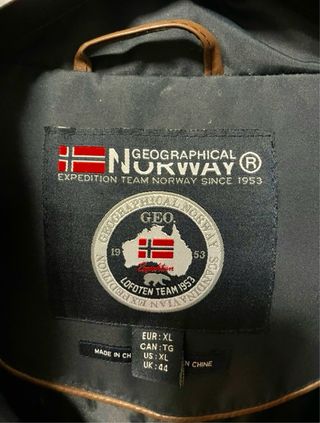 GEOGRAPHICAL
NORWAY®
EXPEDITION TEAM NORWAY SINCE 1953
GEOGRAPHICAL NORWAY SCANDINAVIAN EXPEDITION
GEO.
19 53
Expedition
LOFOTEN TEAM 1953
EUR: XL
CAN: TG
US: XL
UK: 44
MADE IN CH
N CHINE